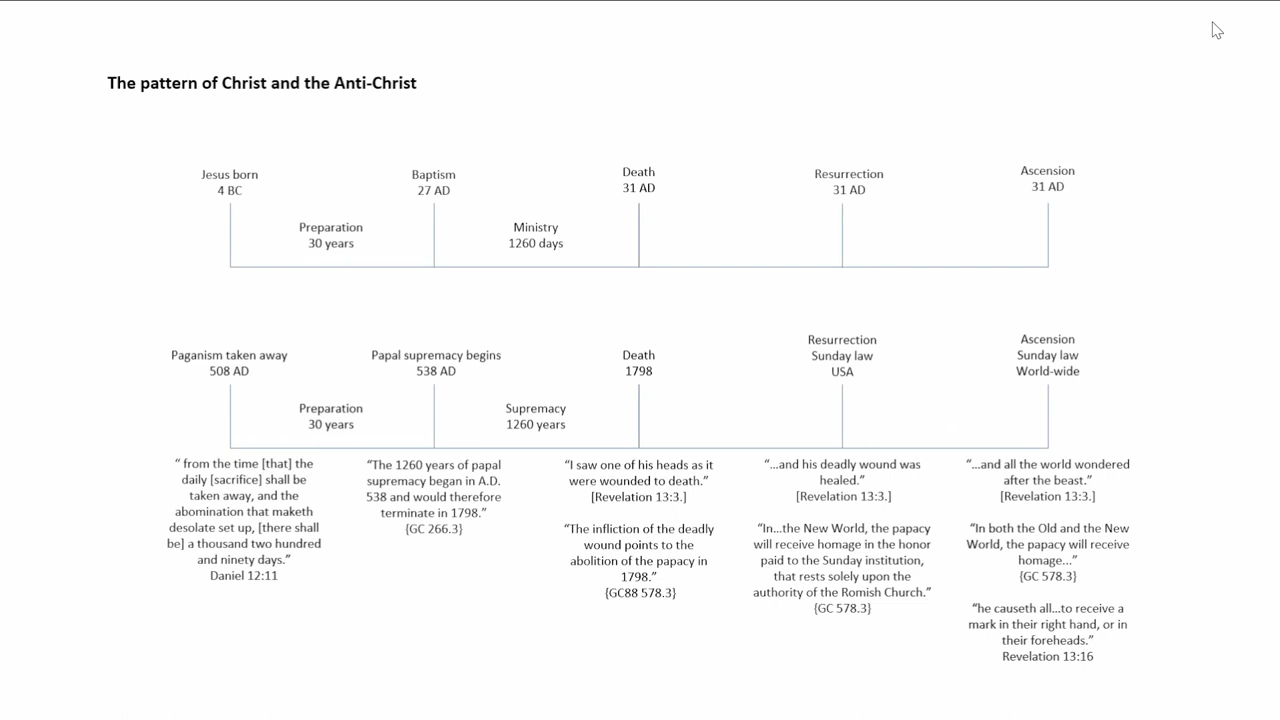 The pattern of Christ and the Anti-Christ
Jesus born
4 BC
Baptism
27 AD
Death
31 AD
Resurrection
31 AD
Ascension
31 AD
Preparation
30 years
Ministry
1260 days
Paganism taken away
508 AD
Papal supremacy begins
538 AD
Death
1798
Resurrection
Sunday law
USA
Ascension
Sunday law
World-wide
Preparation
30 years
Supremacy
1260 years
“ from the time [that] the
daily [sacrifice] shall be
taken away, and the
abomination that maketh
desolate set up, [there shall
be] a thousand two hundred
and ninety days.”
Daniel 12:11
“The 1260 years of papal
supremacy began in A.D.
538 and would therefore
terminate in 1798.”
{GC 266.3}
“I saw one of his heads as it
were wounded to death.”
[Revelation 13:3.]
“The infliction of the deadly
wound points to the
abolition of the papacy in
1798.”
{GC88 578.3}
“…and his deadly wound was
healed.”
[Revelation 13:3.]
“In…the New World, the papacy
will receive homage in the honor
paid to the Sunday institution,
that rests solely upon the
authority of the Romish Church.”
{GC 578.3}
“…and all the world wondered
after the beast.”
[Revelation 13:3.]
“In both the Old and the New
World, the papacy will receive
homage…”
{GC 578.3}
“he causeth all…to receive a
mark in their right hand, or in
their foreheads.”
Revelation 13:16